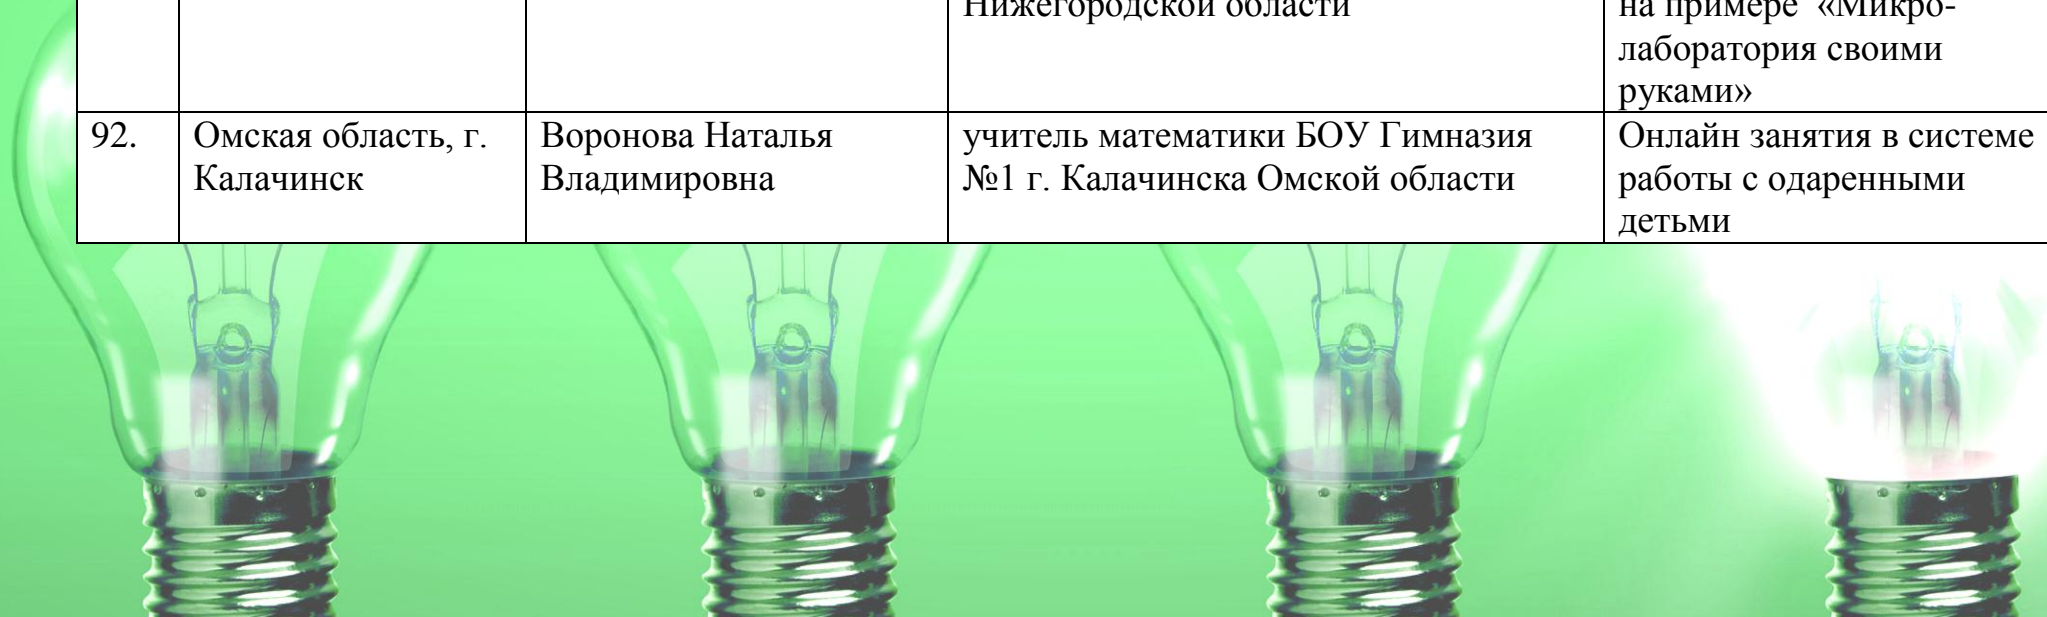 Нижегородской области
на примере «Микро-
лаборатория своими
руками»
92.
Омская область, г.
Калачинск
Воронова Наталья
Владимировна
учитель математики БОУ Гимназия
№1 г. Калачинска Омской области
Онлайн занятия в системе
работы с одаренными
детьми